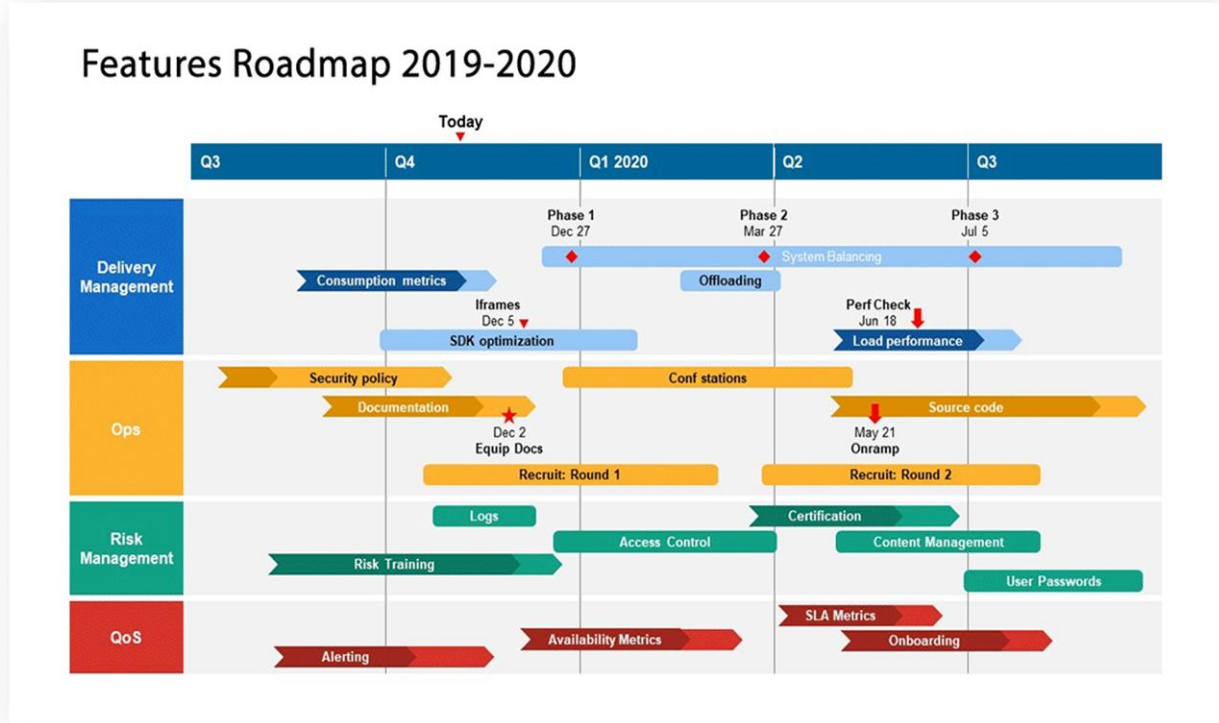 Features Roadmap 2019-2020
Today
Q3
Q4
Q1 2020
Q2
Q3
Delivery
Management
Phase 1
Dec 27
Phase 2
Mar 27
Phase 3
Jul 5
System Balancing
Consumption metrics
Offloading
Iframes
Dec 5
Perf Check
Jun 18
SDK optimization
Load performance
Ops
Security policy
Conf stations
Documentation
Source code
Dec 2
Equip Docs
May 21
Onramp
Recruit: Round 1
Recruit: Round 2
Risk
Management
Logs
Certification
Access Control
Content Management
Risk Training
User Passwords
QoS
SLA Metrics
Availability Metrics
Onboarding
Alerting